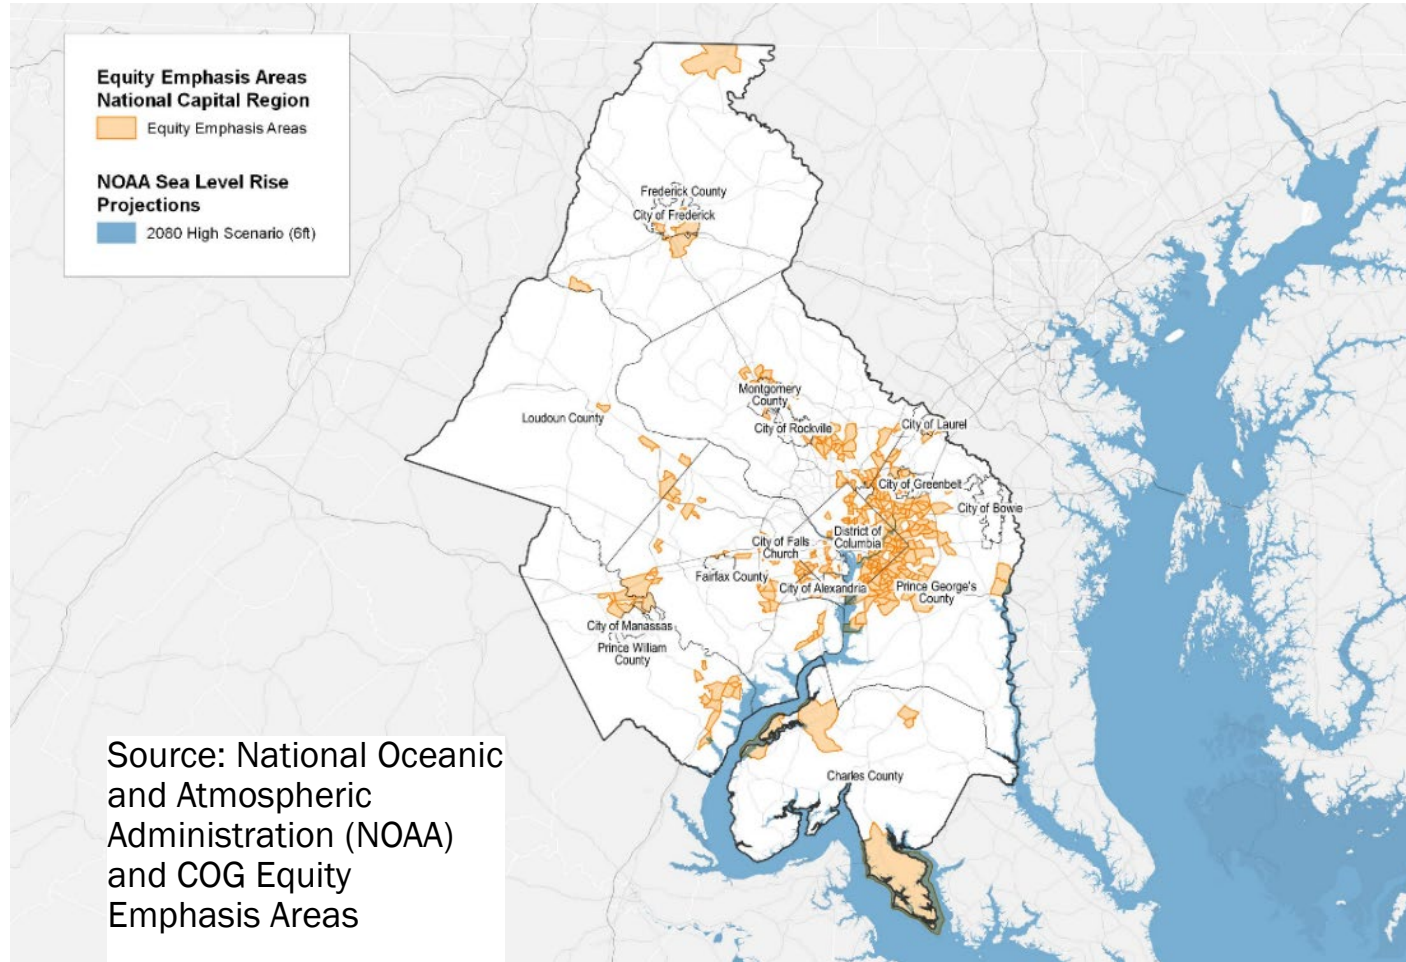 Equity Emphasis Areas
National Capital Region
Equity Emphasis Areas
NOAA Sea Level Rise
Projections
2080 High Scenario (6ft)
Frederick County
City of Frederick
Montgomery
County
Loudoun County
City of Rockville
City of Laurel
City of Greenbelt
City of Bowie
District of
Columbia
City of Falls
Church
Fairfax County
City of Alexandria
Prince George's
County
City of Manassas
Prince William
County
Charles County
Source: National Oceanic
and Atmospheric
Administration (NOAA)
and COG Equity
Emphasis Areas